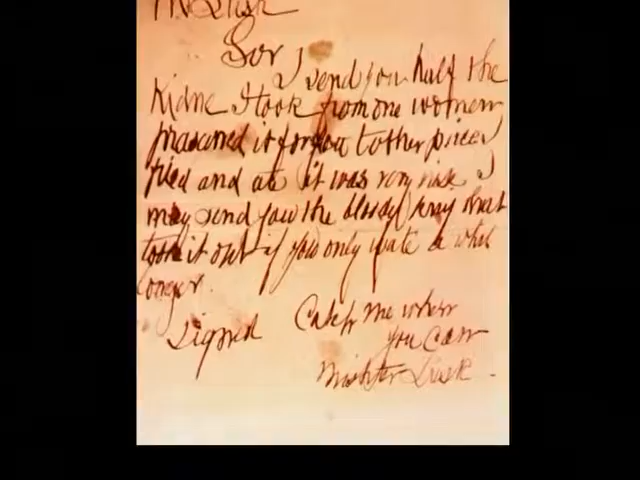 Mr Lusk
Sor
I send you half the
Kidne I took from one women
prasarved it for you tother piece I
fried and ate it was very nise I
may send you the bloody knif that
took it out if you only wate a whil
longer.
signed
Catch me when
you can
Mishter Lusk.